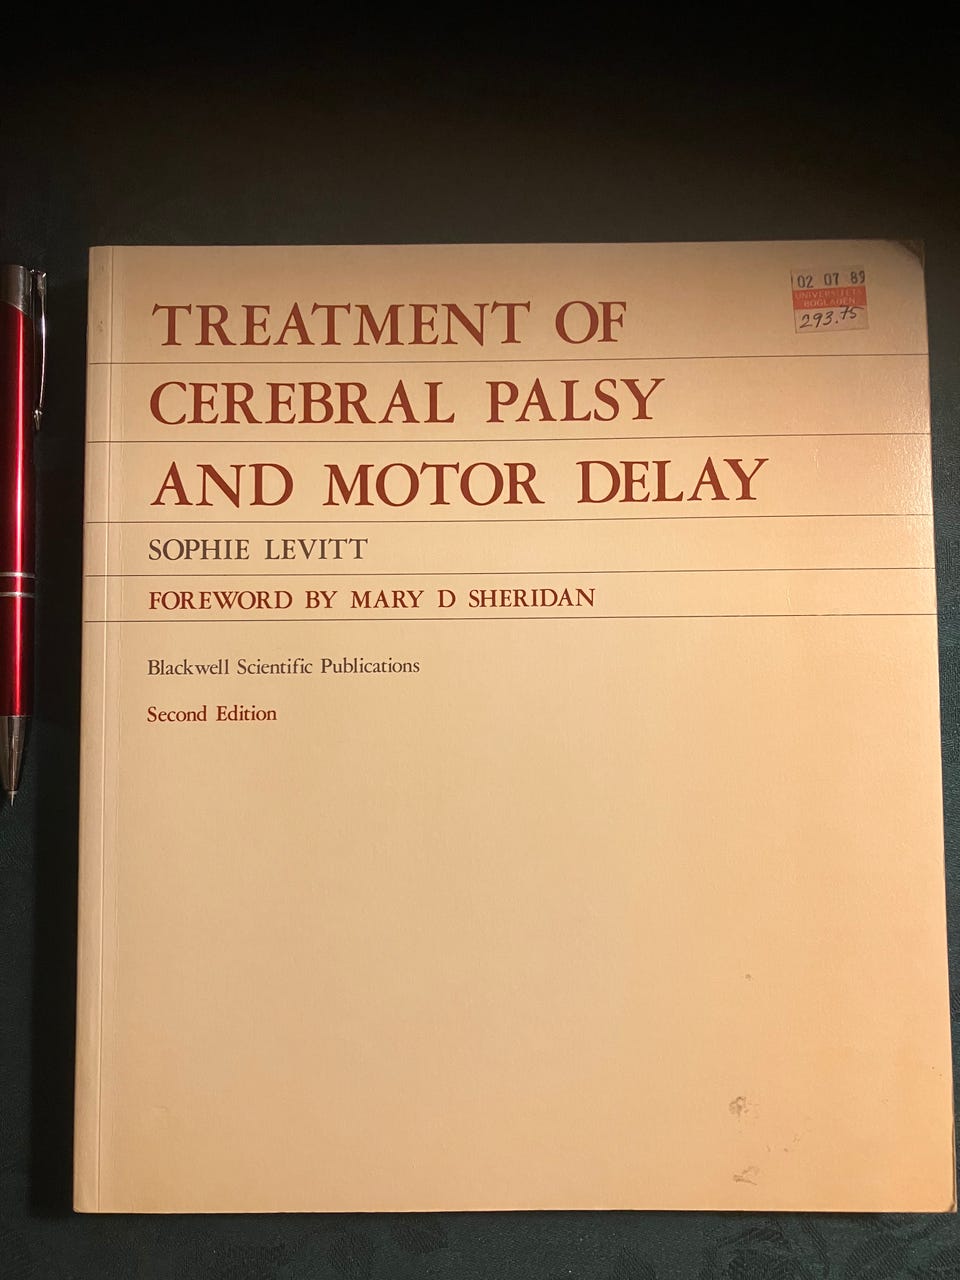 02 07 89
UNIVERSITETS
BOGLADEN
293.75
TREATMENT OF
CEREBRAL PALSY
AND MOTOR DELAY
SOPHIE LEVITT
FOREWORD BY MARY D SHERIDAN
Blackwell Scientific Publications
Second Edition